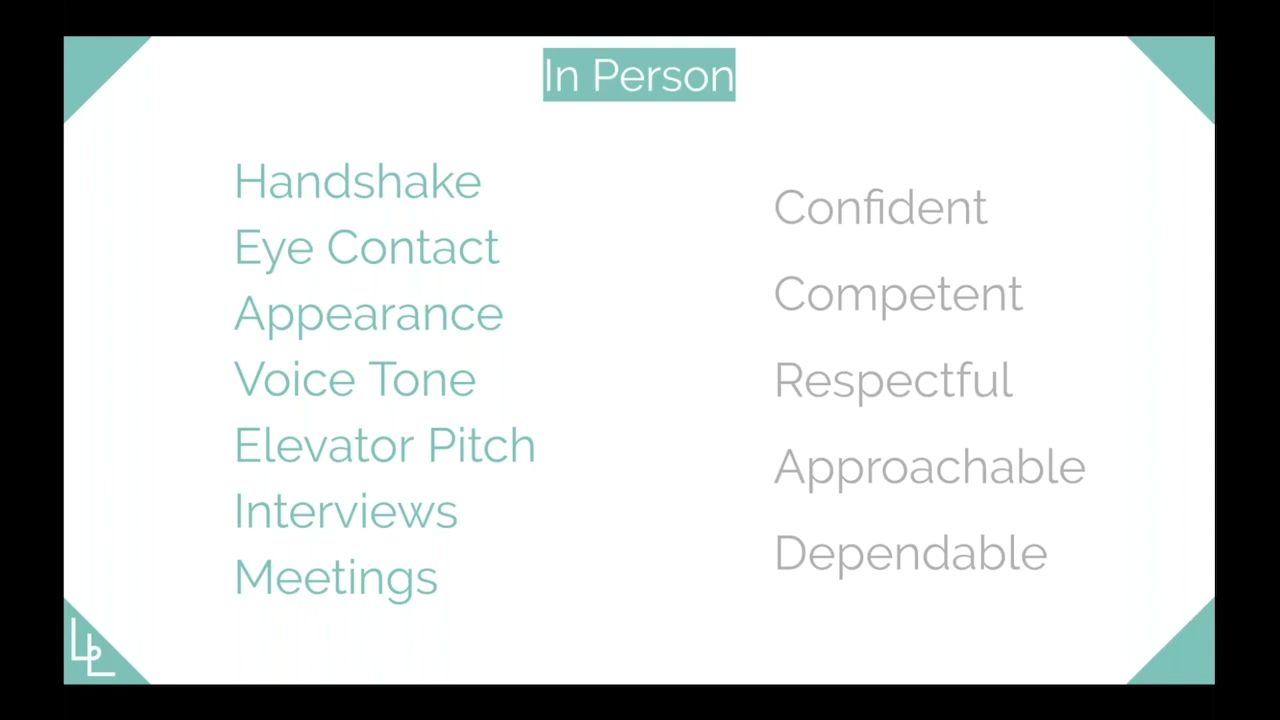 In Person
Handshake
Eye Contact
Appearance
Voice Tone
Elevator Pitch
Interviews
Meetings
Confident
Competent
Respectful
Approachable
Dependable